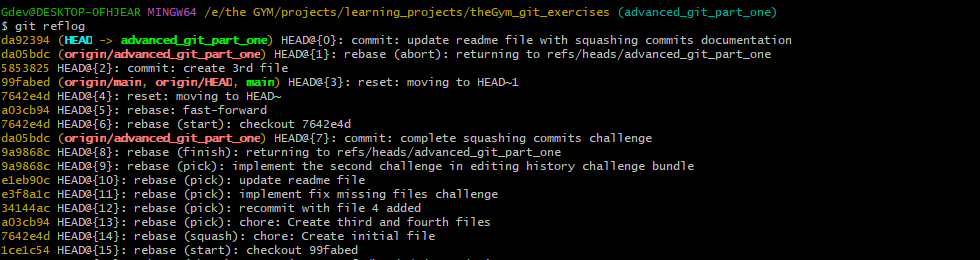 Gdev@DESKTOP-OFHJEAR MINGW64 /e/the GYM/projects/learning_projects/theGym_git_exercises (advanced_git_part_one)
$ git reflog
da92394 (HEAD -> advanced_git_part_one) HEAD@{0}: commit: update readme file with squashing commits documentation
da05bdc (origin/advanced_git_part_one) HEAD@{1}: rebase (abort): returning to refs/heads/advanced_git_part_one
5853825 HEAD@{2}: commit: create 3rd file
99fabed (origin/main, origin/HEAD, main) HEAD@{3}: reset: moving to HEAD~1
7642e4d HEAD@{4}: reset: moving to HEAD~
a03cb94 HEAD@{5}: rebase: fast-forward
7642e4d HEAD@{6}: rebase (start): checkout 7642e4d
da05bdc (origin/advanced_git_part_one) HEAD@{7}: commit: complete squashing commits challenge
9a9868c HEAD@{8}: rebase (finish): returning to refs/heads/advanced_git_part_one
9a9868c HEAD@{9}: rebase (pick): implement the second challenge in editing history challenge bundle
e1eb90c HEAD@{10}: rebase (pick): update readme file
e3f8a1c HEAD@{11}: rebase (pick): implement fix missing files challenge
34144ac HEAD@{12}: rebase (pick): recommit with file 4 added
a03cb94 HEAD@{13}: rebase (pick): chore: Create third and fourth files
7642e4d HEAD@{14}: rebase (squash): chore: Create initial file
1ce1c54 HEAD@{15}: rebase (start): checkout 99fabed